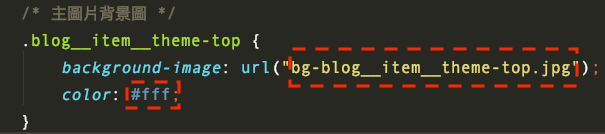 /* 主圖片背景圖 */
.blog__item__theme-top {
background-image: url("bg-blog__item__theme-top.jpg");
color: #fff;
}